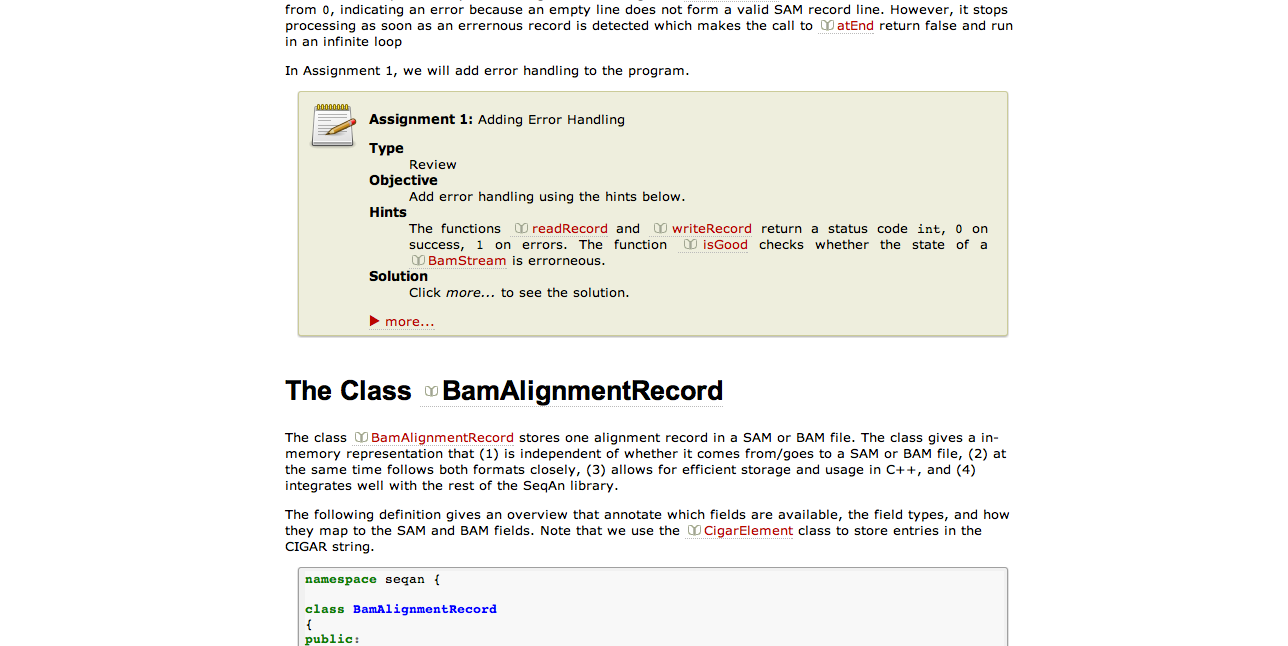 from 0, indicating an error because an empty line does not form a valid SAM record line. However, it stops
processing as soon as an errernous record is detected which makes the call to atEnd return false and run
in an infinite loop
In Assignment 1, we will add error handling to the program.
Assignment 1: Adding Error Handling
Type
Review
Objective
Add error handling using the hints below.
Hints
The functions readRecord and writeRecord return a status code int, 0 on
success, 1 on errors. The function isGood checks whether the state of a
BamStream is errorneous.
Solution
Click more... to see the solution.
more...
The Class BamAlignmentRecord
The class BamAlignmentRecord stores one alignment record in a SAM or BAM file. The class gives a in-
memory representation that (1) is independent of whether it comes from/goes to a SAM or BAM file, (2) at
the same time follows both formats closely, (3) allows for efficient storage and usage in C++, and (4)
integrates well with the rest of the SeqAn library.
The following definition gives an overview that annotate which fields are available, the field types, and how
they map to the SAM and BAM fields. Note that we use the CigarElement class to store entries in the
CIGAR string.
namespace seqan {
class BamAlignmentRecord
{
public: